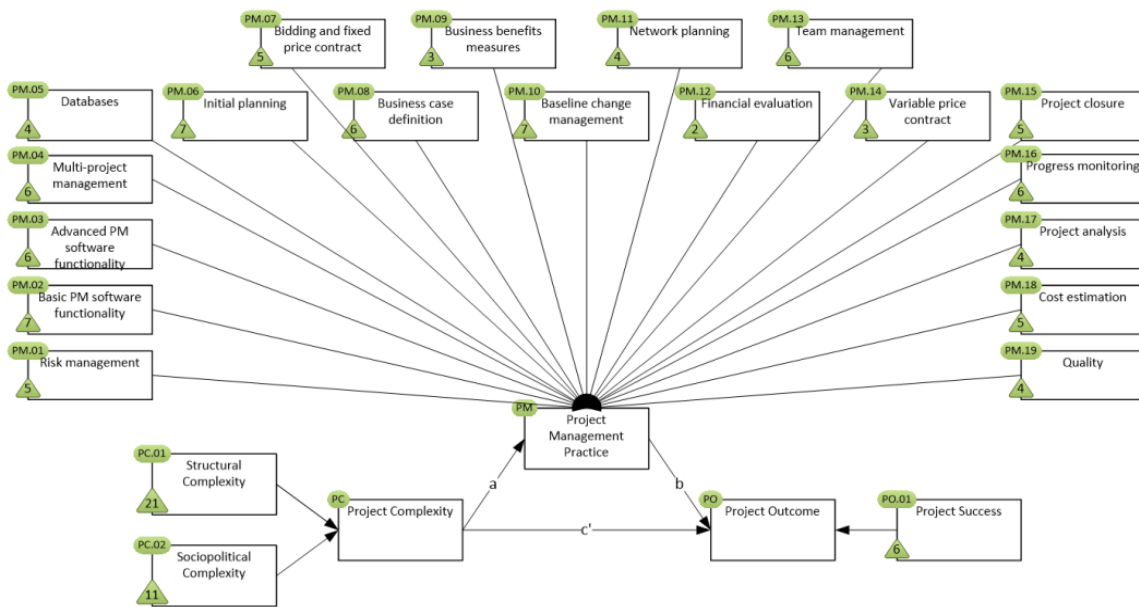 PM.07
Bidding and fixed
price contract
5
PM.09
Business benefits
measures
3
PM.11
Network planning
4
PM.13
Team management
6
PM.05
Databases
4
PM.06
Initial planning
7
PM.08
Business case
definition
6
PM.10
Baseline change
management
7
PM.12
Financial evaluation
2
PM.14
Variable price
contract
3
PM.15
Project closure
5
PM.04
Multi-project
management
6
PM.16
Progress monitoring
6
PM.03
Advanced PM
software
functionality
6
PM.17
Project analysis
4
PM.02
Basic PM software
functionality
7
PM.18
Cost estimation
5
PM.01
Risk management
5
PM.19
Quality
4
PM
Project
Management
Practice
PC.01
Structural
Complexity
21
a
b
PC
Project Complexity
c'
PO
Project Outcome
PO.01
Project Success
6
PC.02
Sociopolitical
Complexity
11